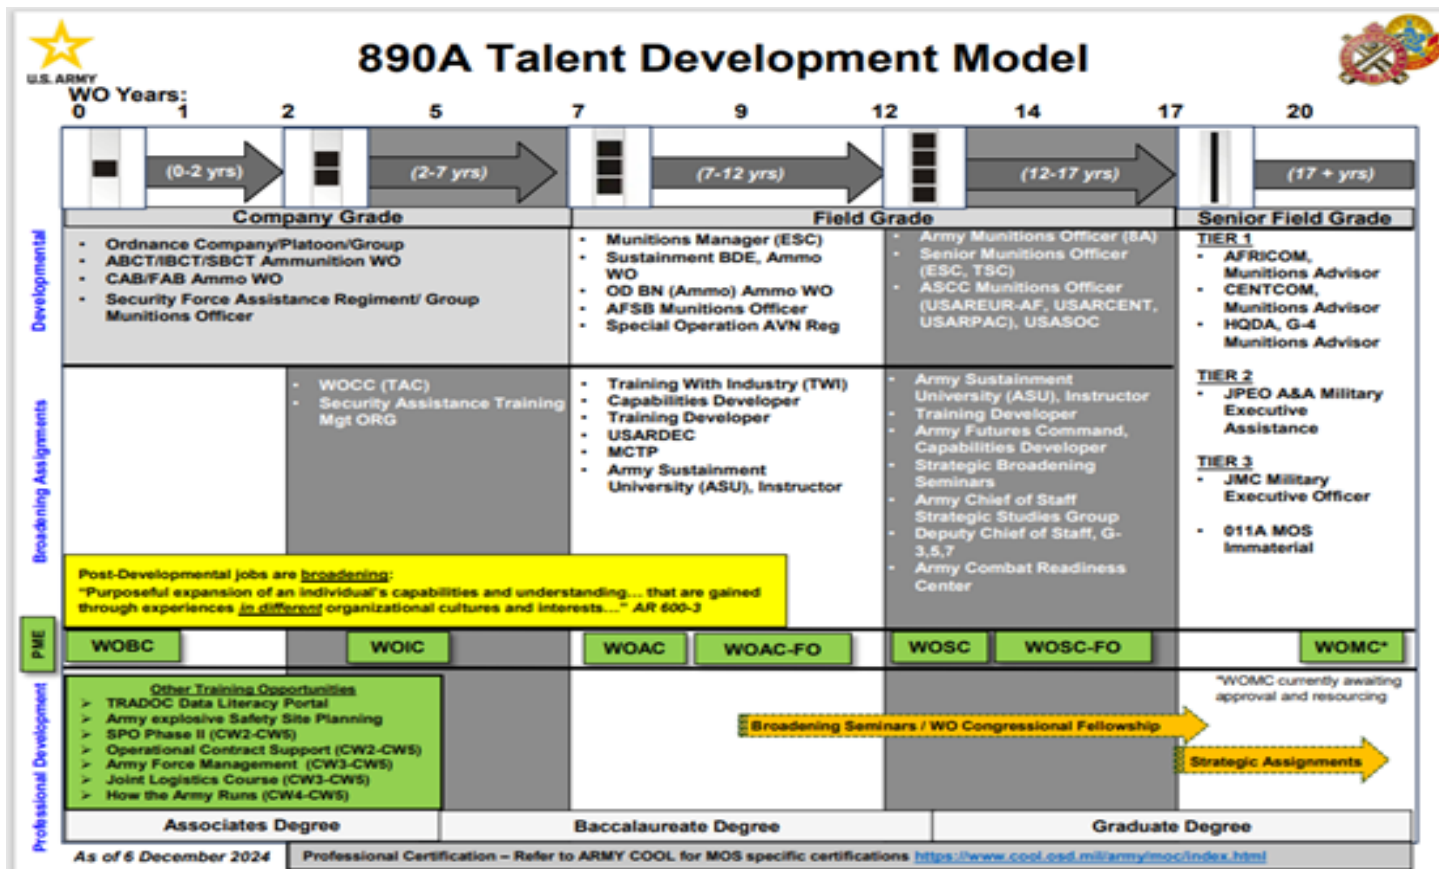 890A Talent Development Model
U.S. ARMY
WO Years:
0 1 2 5 7 9 12 14 17 20
(0-2 yrs) (2-7 yrs) (7-12 yrs) (12-17 yrs) (17 + yrs)
Company Grade Field Grade Senior Field Grade
Developmental
• Ordnance Company/Platoon/Group
• ABCT/IBCT/SBCT Ammunition WO
• CAB/FAB Ammo WO
• Security Force Assistance Regiment/ Group
Munitions Officer
• Munitions Manager (ESC)
• Sustainment BDE, Ammo
WO
• OD BN (Ammo) Ammo WO
• AFSB Munitions Officer
• Special Operation AVN Reg
• Army Munitions Officer (8A)
• Senior Munitions Officer
(ESC, TSC)
• ASCC Munitions Officer
(USAREUR-AF, USARCENT,
USARPAC), USASOC
TIER 1
• AFRICOM,
Munitions Advisor
• CENTCOM,
Munitions Advisor
• HQDA, G-4
Munitions Advisor
TIER 2
• JPEO A&A Military
Executive
Assistance
TIER 3
• JMC Military
Executive Officer
• 011A MOS
Immaterial
Broadening Assignments
• WOCC (TAC)
• Security Assistance Training
Mgt ORG
• Training With Industry (TWI)
• Capabilities Developer
• Training Developer
• USARDEC
• MCTP
• Army Sustainment
University (ASU), Instructor
• Army Sustainment
University (ASU), Instructor
• Training Developer
• Army Futures Command,
Capabilities Developer
• Strategic Broadening
Seminars
• Army Chief of Staff
Strategic Studies Group
• Deputy Chief of Staff, G-
3,5,7
• Army Combat Readiness
Center
Post-Developmental jobs are broadening:
“Purposeful expansion of an individual’s capabilities and understanding… that are gained
through experiences in different organizational cultures and interests…” AR 600-3
PME
WOBC WOIC WOAC WOAC-FO WOSC WOSC-FO WOMC*
*WOMC currently awaiting
approval and resourcing
Professional Development
Other Training Opportunities
➢ TRADOC Data Literacy Portal
➢ Army explosive Safety Site Planning
➢ SPO Phase II (CW2-CW5)
➢ Operational Contract Support (CW2-CW5)
➢ Army Force Management (CW3-CW5)
➢ Joint Logistics Course (CW3-CW5)
➢ How the Army Runs (CW4-CW5)
Broadening Seminars / WO Congressional Fellowship
Strategic Assignments
Associates Degree Baccalaureate Degree Graduate Degree
As of 6 December 2024
Professional Certification – Refer to ARMY COOL for MOS specific certifications https://www.cool.osd.mil/army/moc/index.html